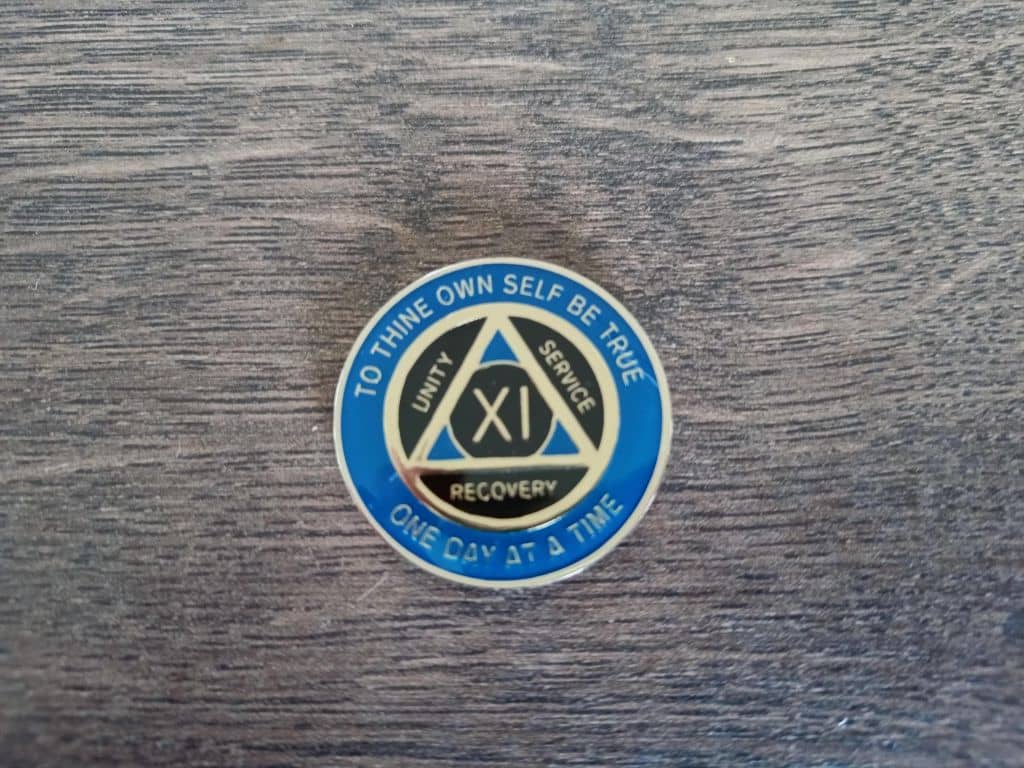 TO THINE OWN SELF BE TRUE
UNITY
SERVICE
XI
RECOVERY
ONE DAY AT A TIME